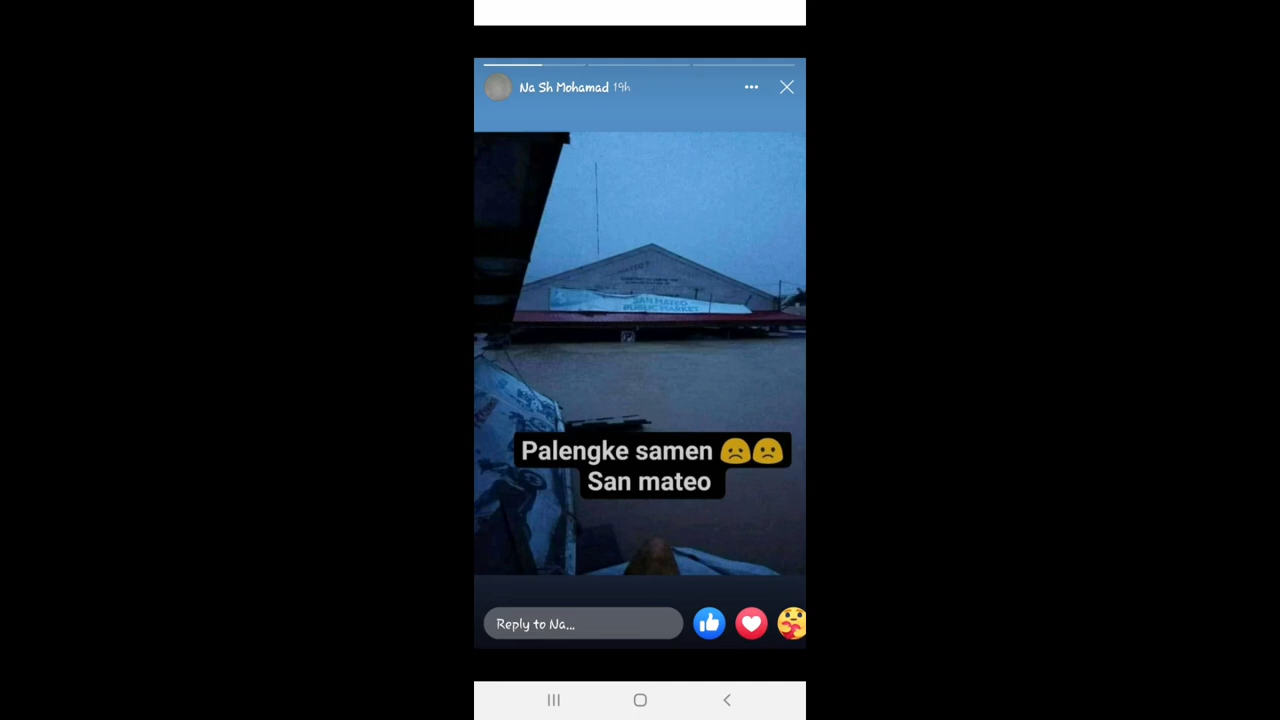 Na Sh Mohamad 19h
SAN MATEO
PUBLIC MARKET
Palengke samen ☹️🙁
San mateo
Reply to Na...